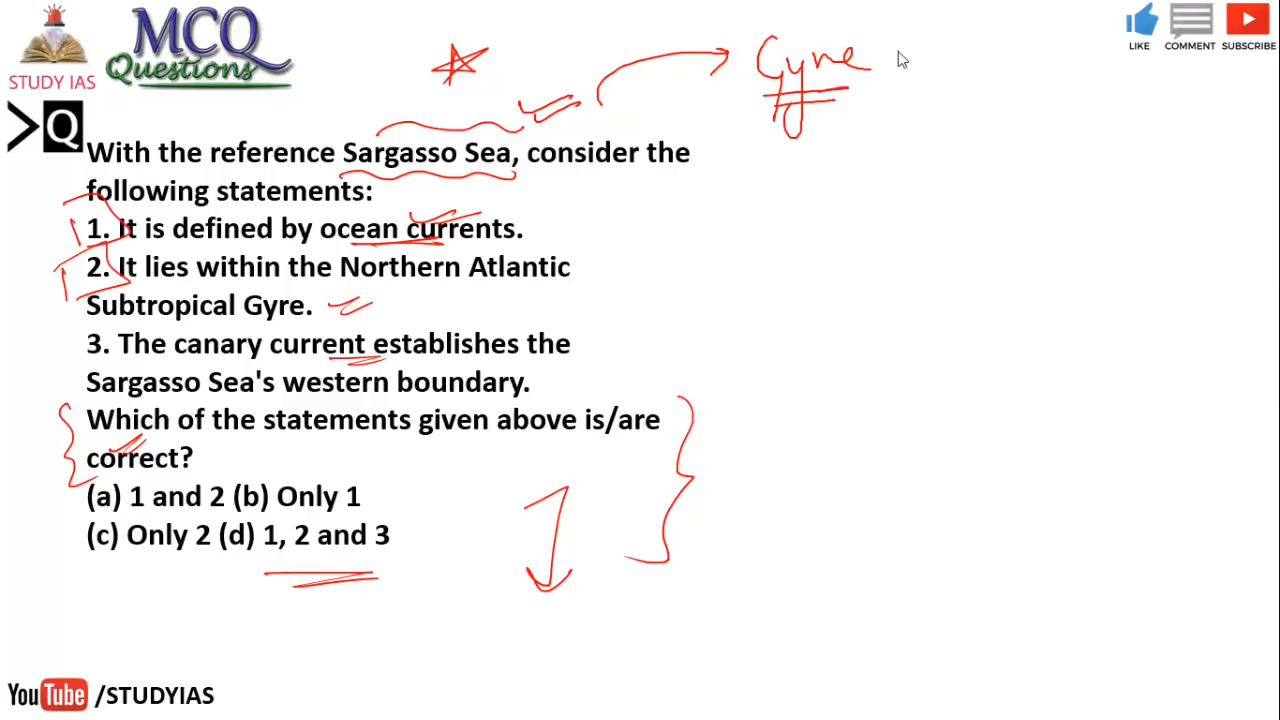 MCQ
Questions
STUDY IAS
LIKE COMMENT SUBSCRIBE
Gyre
>Q
With the reference Sargasso Sea, consider the
following statements:
1. It is defined by ocean currents.
2. It lies within the Northern Atlantic
Subtropical Gyre.
3. The canary current establishes the
Sargasso Sea's western boundary.
Which of the statements given above is/are
correct?
(a) 1 and 2 (b) Only 1
(c) Only 2 (d) 1, 2 and 3
YouTube /STUDYIAS